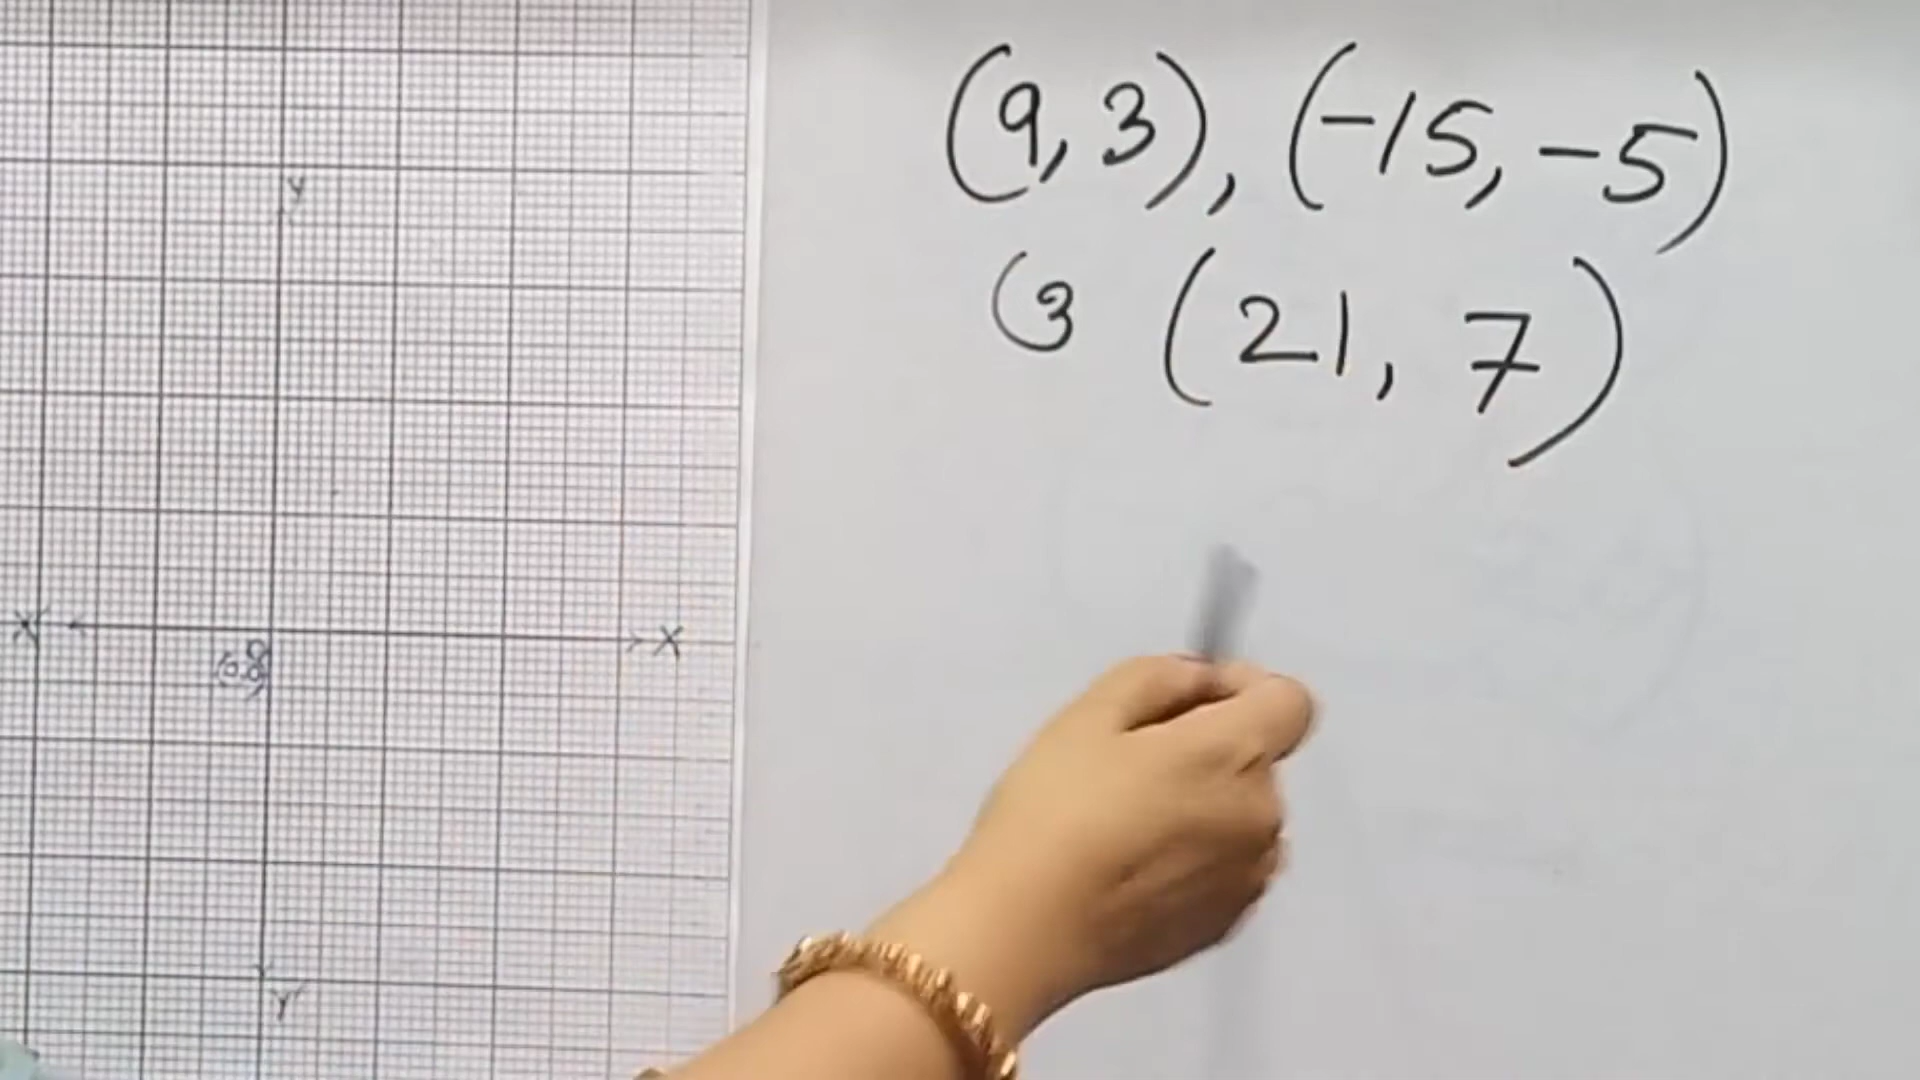 (9, 3), (-15, -5)
(3 (21, 7)
Y
X' X
Y'